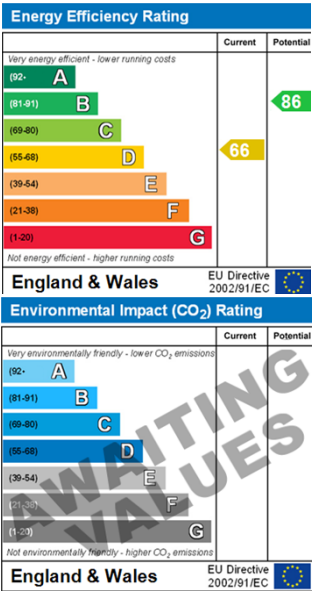 Energy Efficiency Rating
Current Potential
Very energy efficient - lower running costs
(92- A
(81-91) B
86
(69-80) C
(55-68) D
66
(39-54) E
(21-38) F
(1-20) G
Not energy efficient - higher running costs
England & Wales
EU Directive
2002/91/EC
Environmental Impact (CO2) Rating
Current Potential
Very environmentally friendly - lower CO2 emissions
(92- A
(81-91) B
(69-80) C
(55-68) D
(39-54) E
(21-38) F
(1-20) G
AWAITING
VALUES
Not environmentally friendly - higher CO2 emissions
England & Wales
EU Directive
2002/91/EC